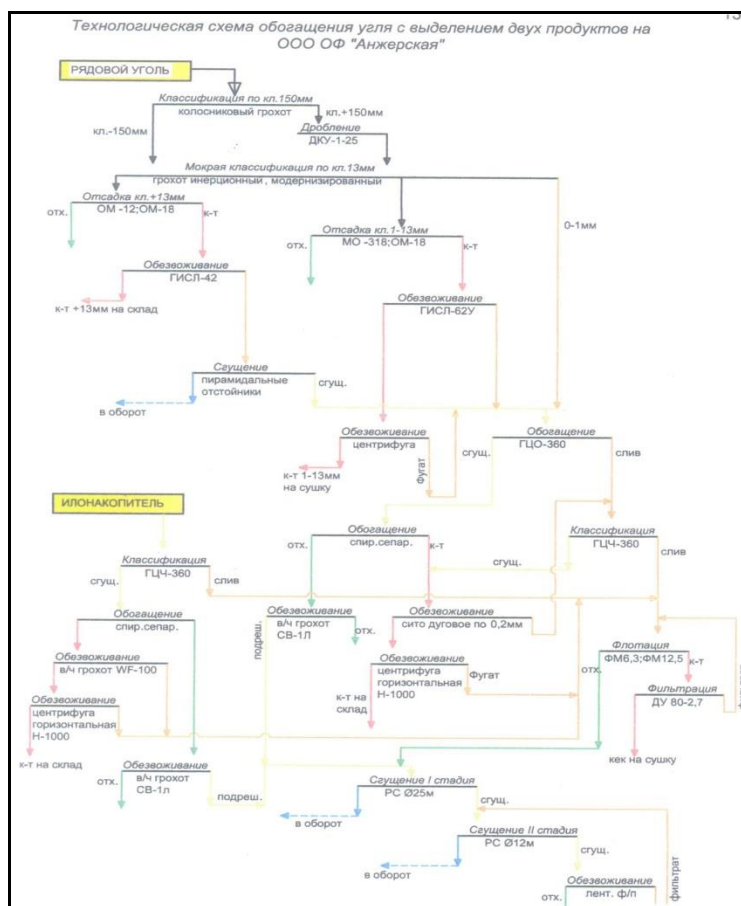 13
Технологическая схема обогащения угля с выделением двух продуктов на
ООО ОФ "Анжерская"
РЯДОВОЙ УГОЛЬ
Классификация по кл.150мм
колосниковый грохот
кл.-150мм
кл.+150мм
Дробление
ДКУ-1-25
Мокрая классификация по кл.13мм
грохот инерционный, модернизированный
Отсадка кл.+13мм
ОМ -12;ОМ-18
отх.
к-т
Отсадка кл.1-13мм
МО -318;ОМ-18
отх.
к-т
0-1мм
Обезвоживание
ГИСЛ-42
к-т +13мм на склад
Обезвоживание
ГИСЛ-62У
Сгущение
пирамидальные
отстойники
сгущ.
в оборот
Обезвоживание
центрифуга
Фугат
к-т 1-13мм
на сушку
Обогащение
ГЦО-360
сгущ.
слив
ИЛОНАКОПИТЕЛЬ
Классификация
ГЦЧ-360
сгущ.
слив
Обогащение
спир.сепар.
отх.
к-т
Классификация
ГЦЧ-360
сгущ.
слив
Обогащение
спир.сепар.
Обезвоживание
в/ч грохот
СВ-1Л
отх.
подреш.
Обезвоживание
сито дуговое по 0,2мм
Флотация
ФМ6,3;ФМ12,5
отх.
к-т
Обезвоживание
в/ч грохот WF-100
Обезвоживание
центрифуга
горизонтальная
Н-1000
Фугат
к-т на
склад
Фильтрация
ДУ 80-2,7
кек на сушку
Обезвоживание
центрифуга
горизонтальная
Н-1000
к-т на склад
Обезвоживание
в/ч грохот
СВ-1л
отх.
подреш.
Сгущение I стадия
РС Ø25м
сгущ.
в оборот
Сгущение II стадия
РС Ø12м
сгущ.
в оборот
фильтрат
Обезвоживание
лент. ф/п
отх.